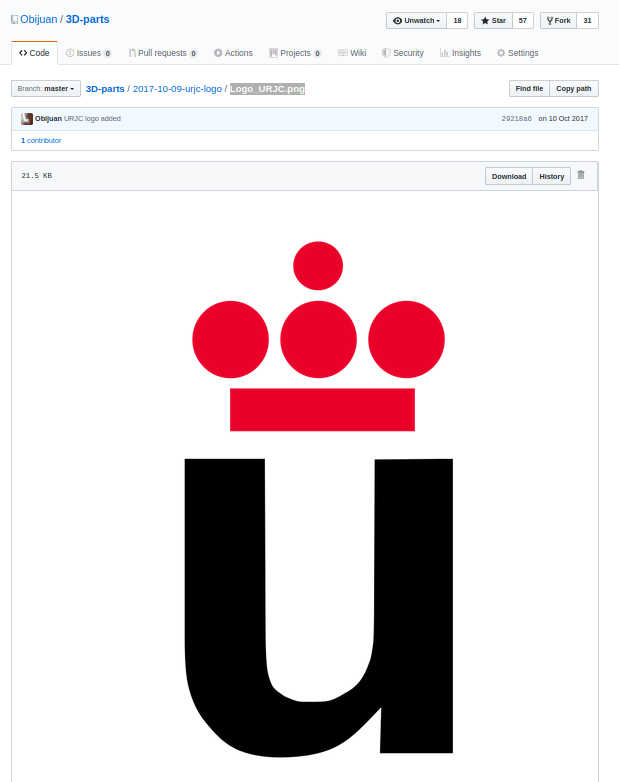 Obijuan / 3D-parts
Unwatch 18 Star 57 Fork 31
Code Issues 0 Pull requests 0 Actions Projects 0 Wiki Security Insights Settings
Branch: master 3D-parts / 2017-10-09-urjc-logo / Logo_URJC.png Find file Copy path
Obijuan URJC logo added 29218a6 on 10 Oct 2017
1 contributor
21.5 KB Download History
u